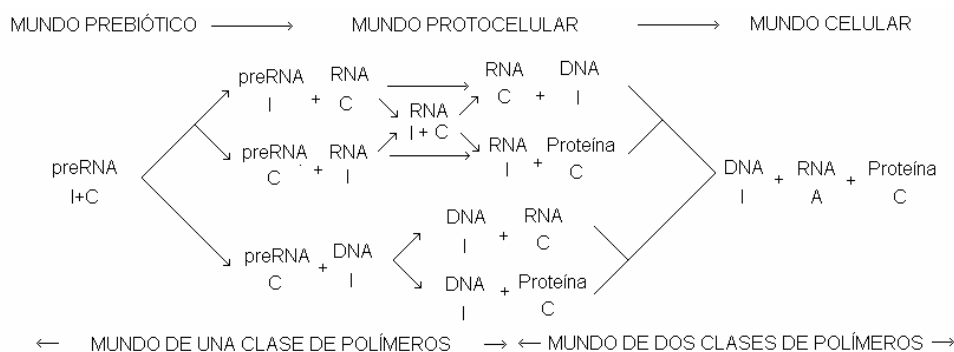 MUNDO PREBIÓTICO → MUNDO PROTOCELULAR → MUNDO CELULAR
preRNA + RNA
I C
RNA + DNA
C I
RNA
I + C
preRNA + RNA
C I
RNA + Proteína
I C
preRNA
I+C
DNA + RNA + Proteína
I A C
preRNA + DNA
C I
DNA + RNA
I C
DNA + Proteína
I C
← MUNDO DE UNA CLASE DE POLÍMEROS → ← MUNDO DE DOS CLASES DE POLÍMEROS →